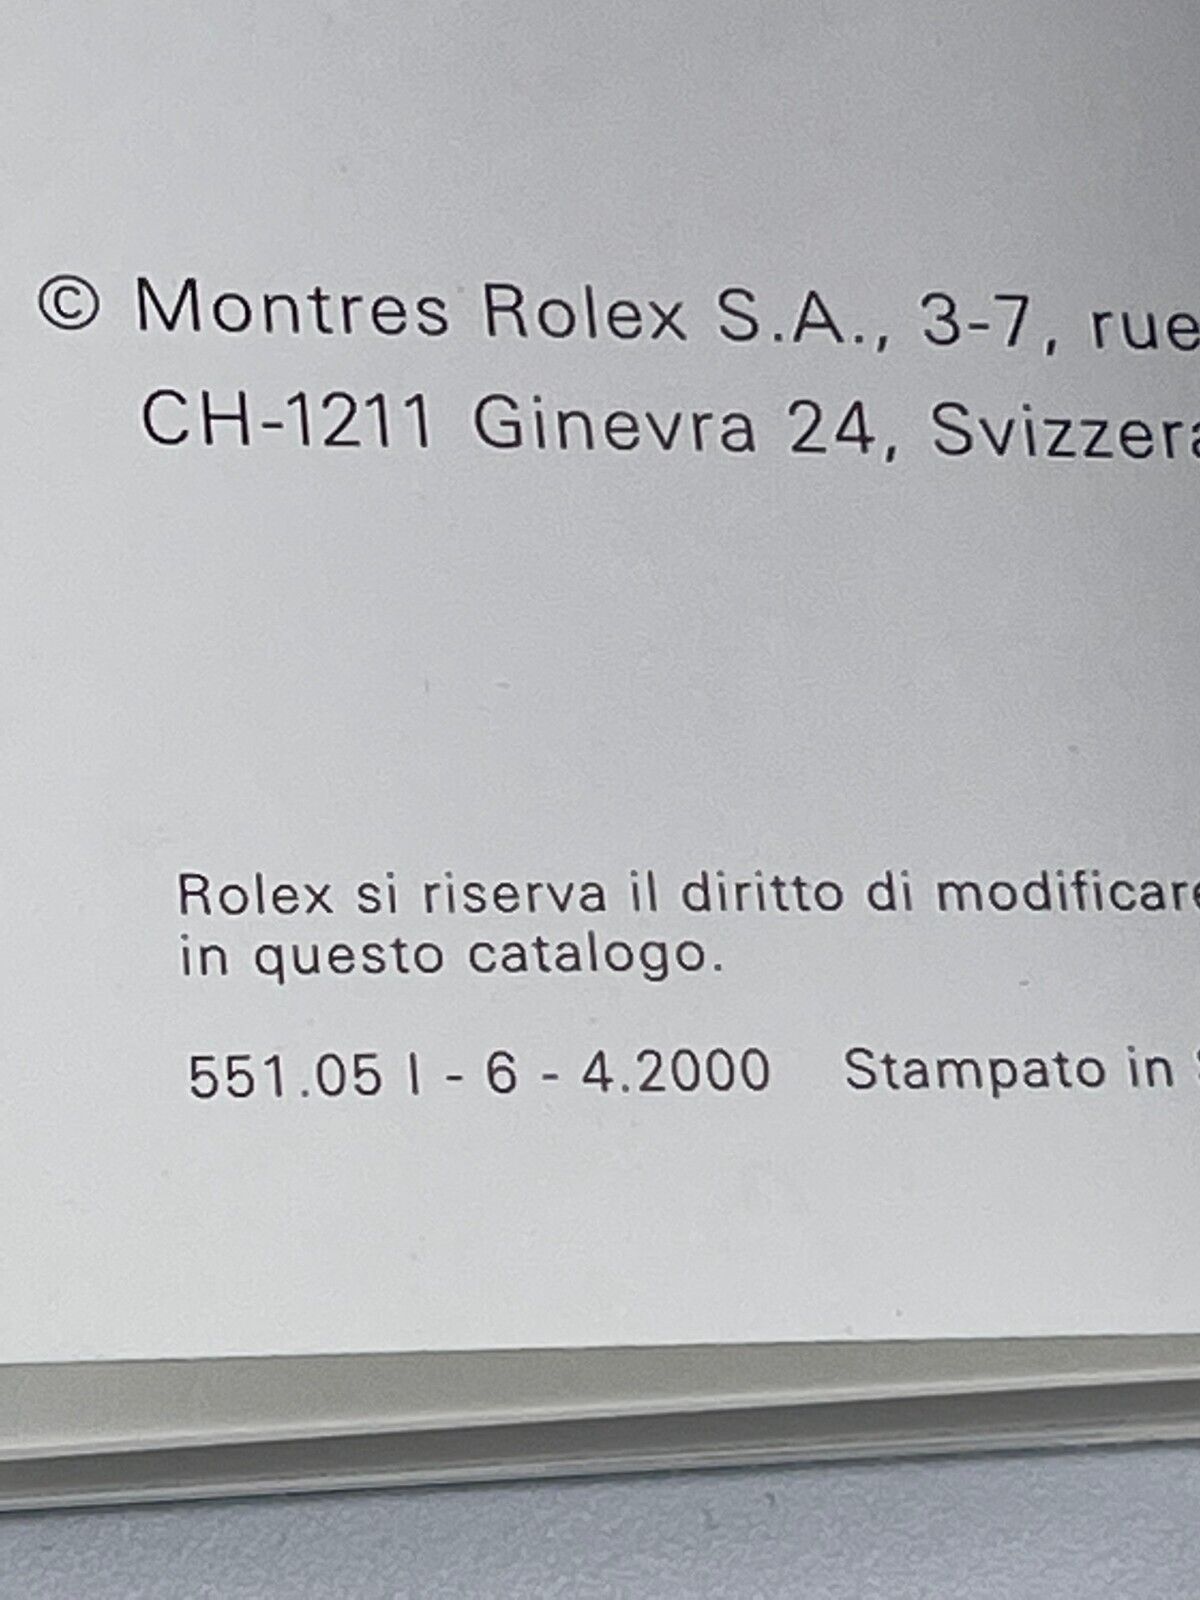 © Montres Rolex S.A., 3-7, rue
CH-1211 Ginevra 24, Svizzera
Rolex si riserva il diritto di modificare
in questo catalogo.
551.05 I - 6 - 4.2000 Stampato in